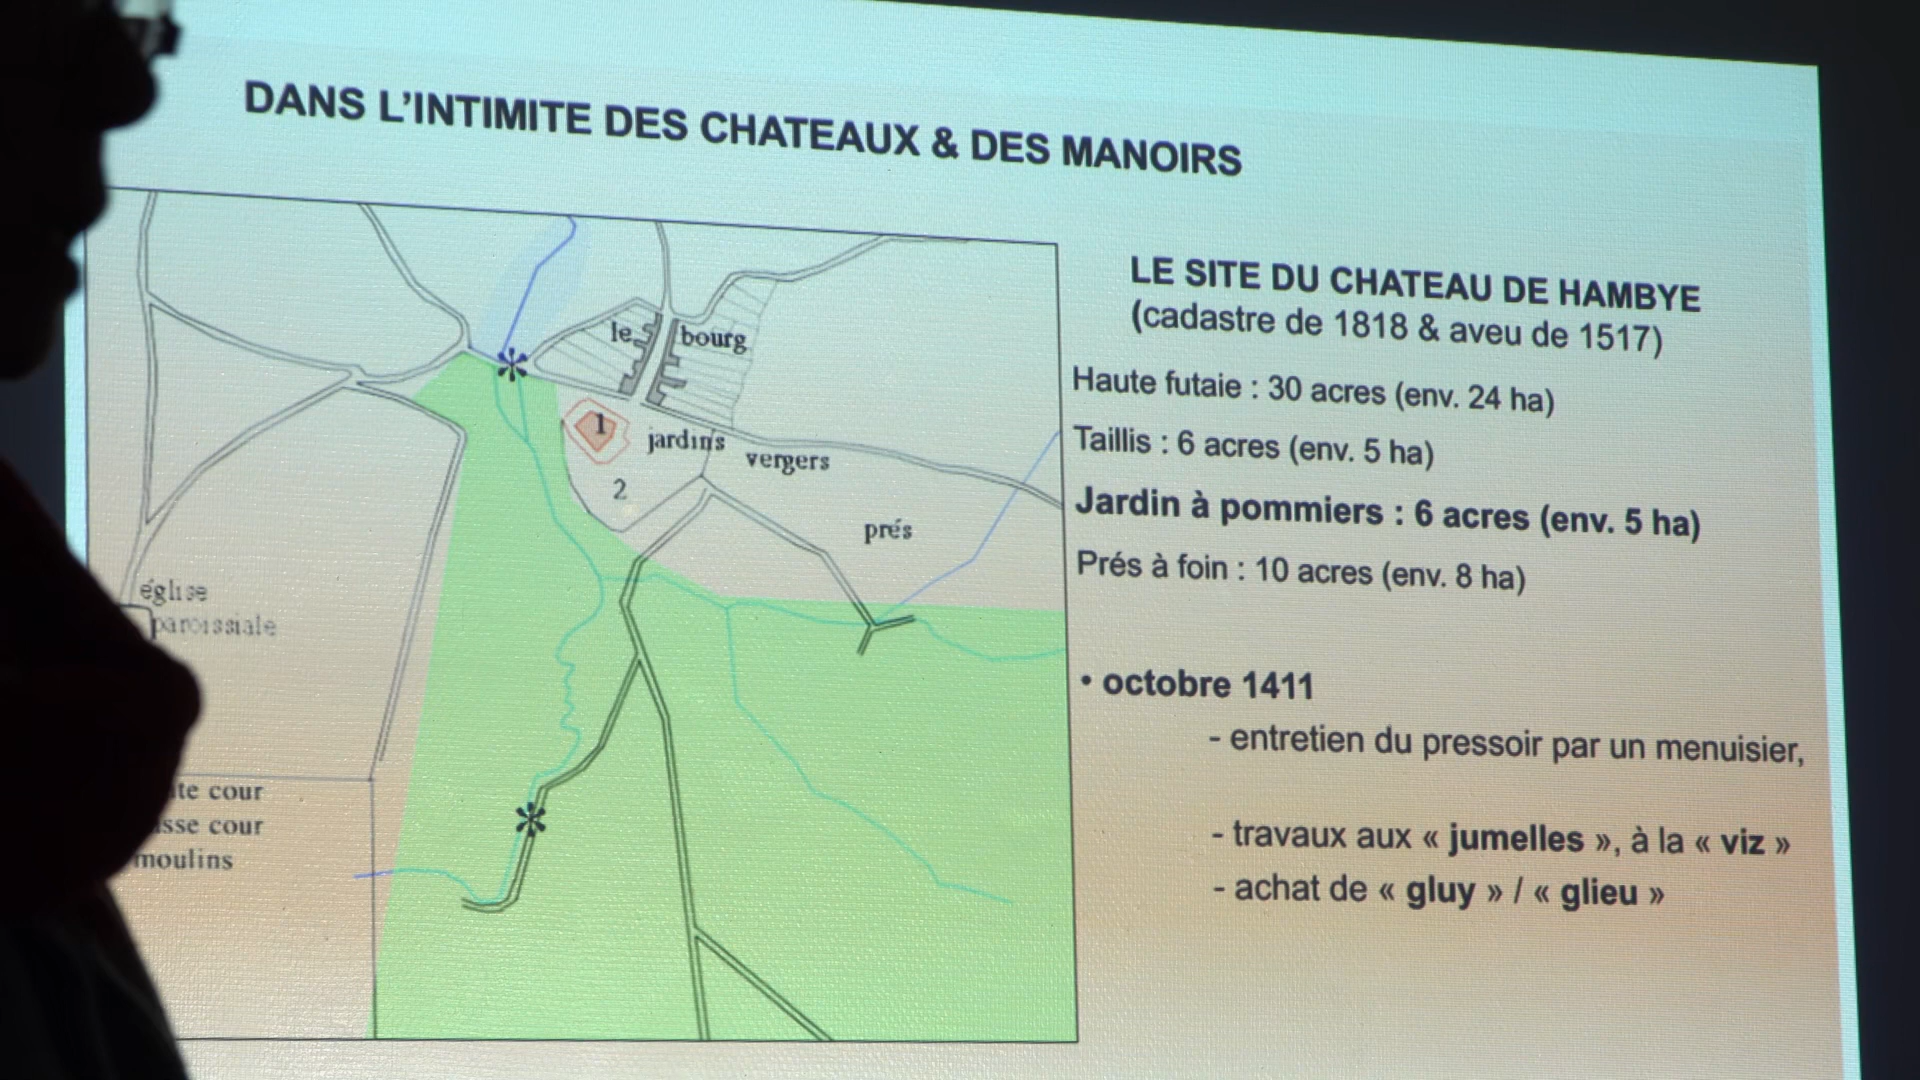 DANS L'INTIMITE DES CHATEAUX & DES MANOIRS
le bourg
1
jardins
vergers
2
prés
église
paroissiale
cour
cour
moulins
LE SITE DU CHATEAU DE HAMBYE
(cadastre de 1818 & aveu de 1517)
Haute futaie : 30 acres (env. 24 ha)
Taillis : 6 acres (env. 5 ha)
Jardin à pommiers : 6 acres (env. 5 ha)
Prés à foin : 10 acres (env. 8 ha)
• octobre 1411
- entretien du pressoir par un menuisier,
- travaux aux « jumelles », à la « viz »
- achat de « gluy » / « glieu »